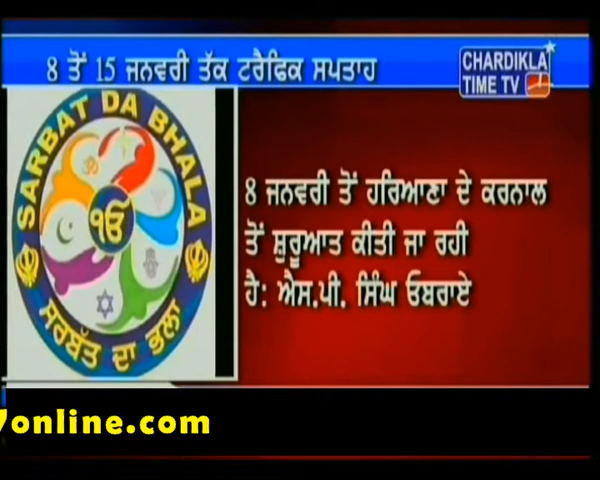 8 ਤੋਂ 15 ਜਨਵਰੀ ਤੱਕ ਟਰੈਫਿਕ ਸਪਤਾਹ
CHARDIKLA
TIME TV
SARBAT DA BHALA
ੴ
ਸਰਬੱਤ ਦਾ ਭਲਾ
8 ਜਨਵਰੀ ਤੋਂ ਹਰਿਆਣਾ ਦੇ ਕਰਨਾਲ
ਤੋਂ ਸ਼ੁਰੂਆਤ ਕੀਤੀ ਜਾ ਰਹੀ
ਹੈ: ਐਸ.ਪੀ. ਸਿੰਘ ਓਬਰਾਏ
7online.com